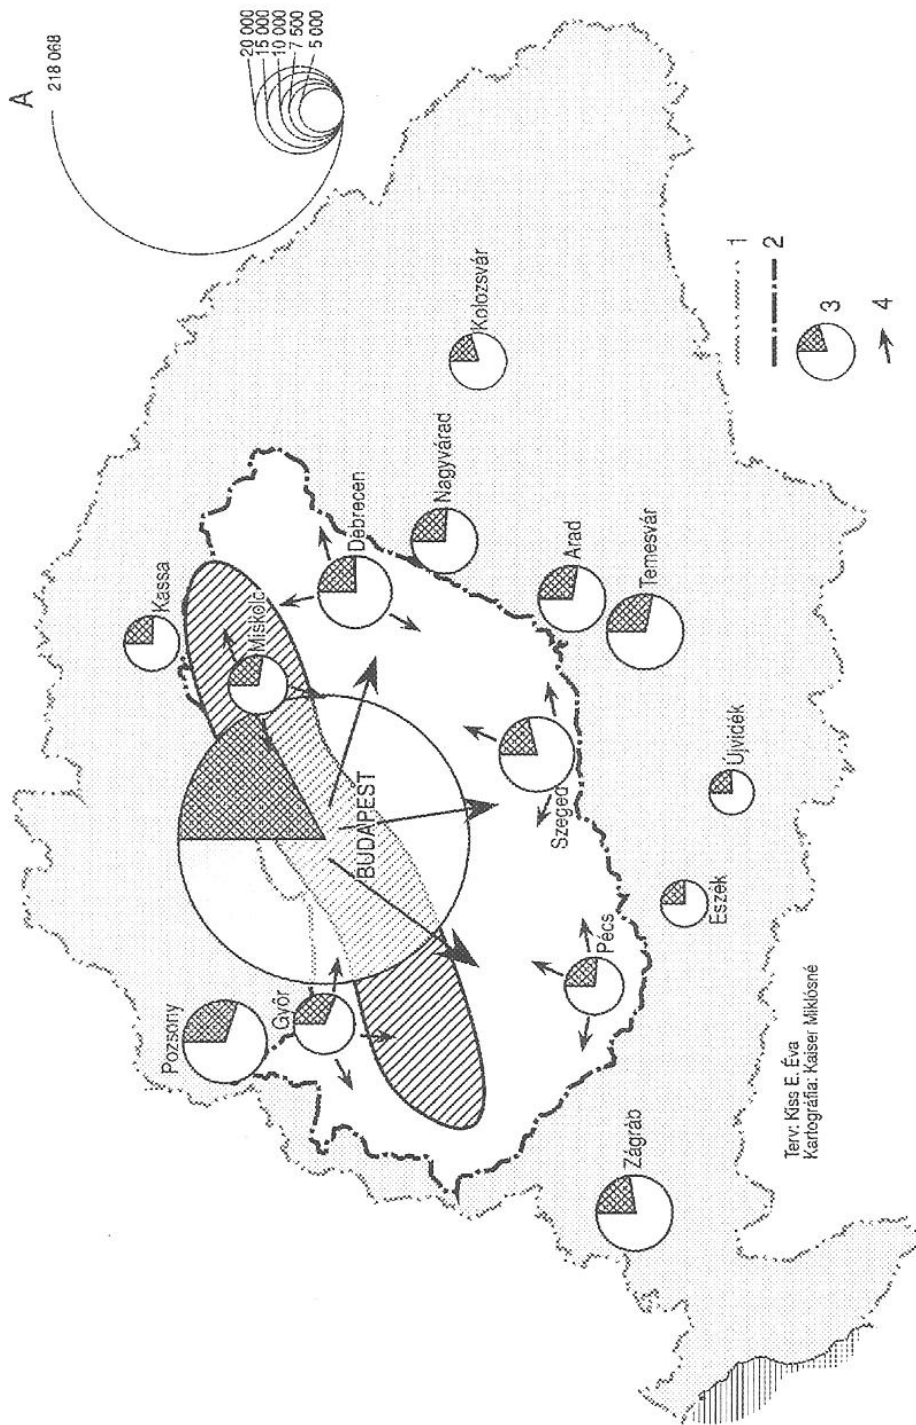 A
218 068
20 000
15 000
10 000
7 500
5 000
Kassa
Miskolc
Debrecen
Nagyvárad
Kolozsvár
Pozsony
Győr
BUDAPEST
Szeged
Arad
Temesvár
Pécs
Újvidék
Eszék
Zágráb
1
2
3
4
Terv: Kiss E. Éva
Kartográfia: Kaiser Miklósné